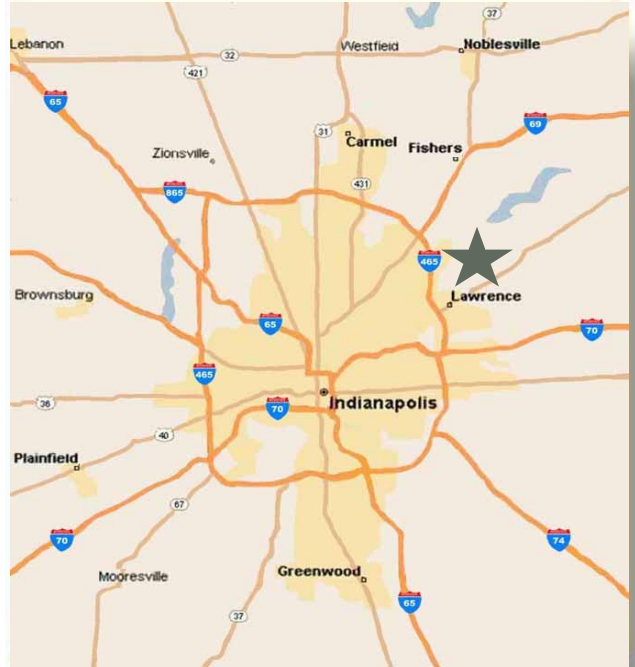 37
Lebanon
Westfield
Noblesville
32
421
65
69
31
Carmel
Fishers
Zionsville
431
865
465
Brownsburg
Lawrence
65
70
465
36
70
Indianapolis
40
Plainfield
67
70
74
Mooresville
Greenwood
65
37